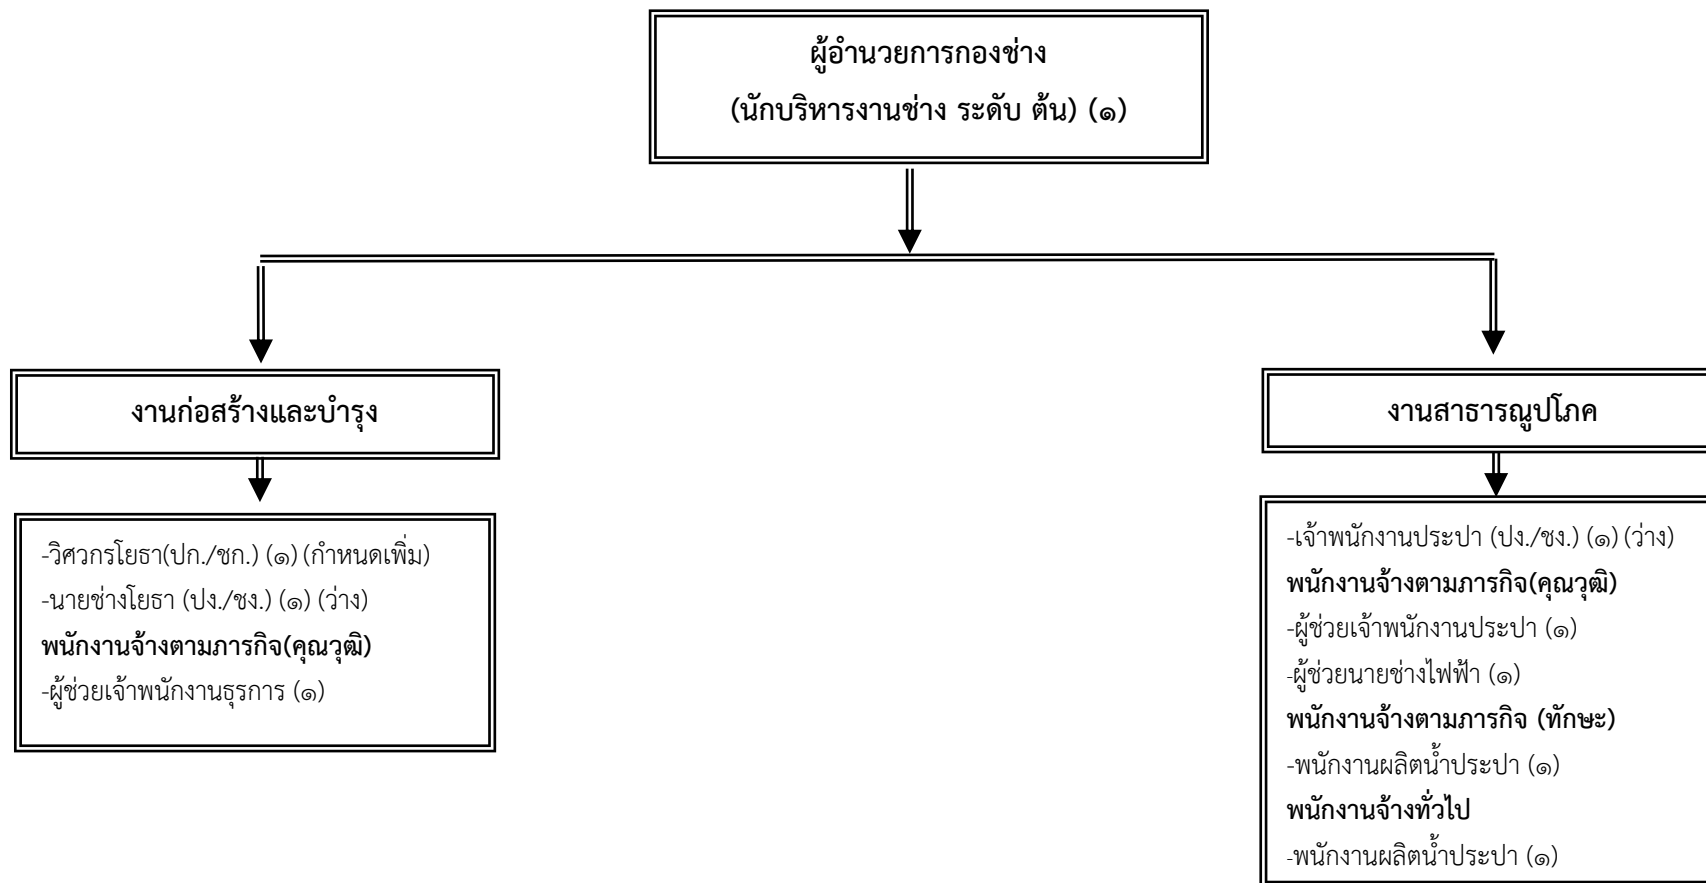 ผู้อำนวยการกองช่าง
(นักบริหารงานช่าง ระดับ ต้น) (๑)
งานก่อสร้างและบำรุง
-วิศวกรโยธา(ปก./ชก.) (๑) (กำหนดเพิ่ม)
-นายช่างโยธา (ปง./ชง.) (๑) (ว่าง)
พนักงานจ้างตามภารกิจ(คุณวุฒิ)
-ผู้ช่วยเจ้าพนักงานธุรการ (๑)
งานสาธารณูปโภค
-เจ้าพนักงานประปา (ปง./ชง.) (๑) (ว่าง)
พนักงานจ้างตามภารกิจ(คุณวุฒิ)
-ผู้ช่วยเจ้าพนักงานประปา (๑)
-ผู้ช่วยนายช่างไฟฟ้า (๑)
พนักงานจ้างตามภารกิจ (ทักษะ)
-พนักงานผลิตน้ำประปา (๑)
พนักงานจ้างทั่วไป
-พนักงานผลิตน้ำประปา (๑)